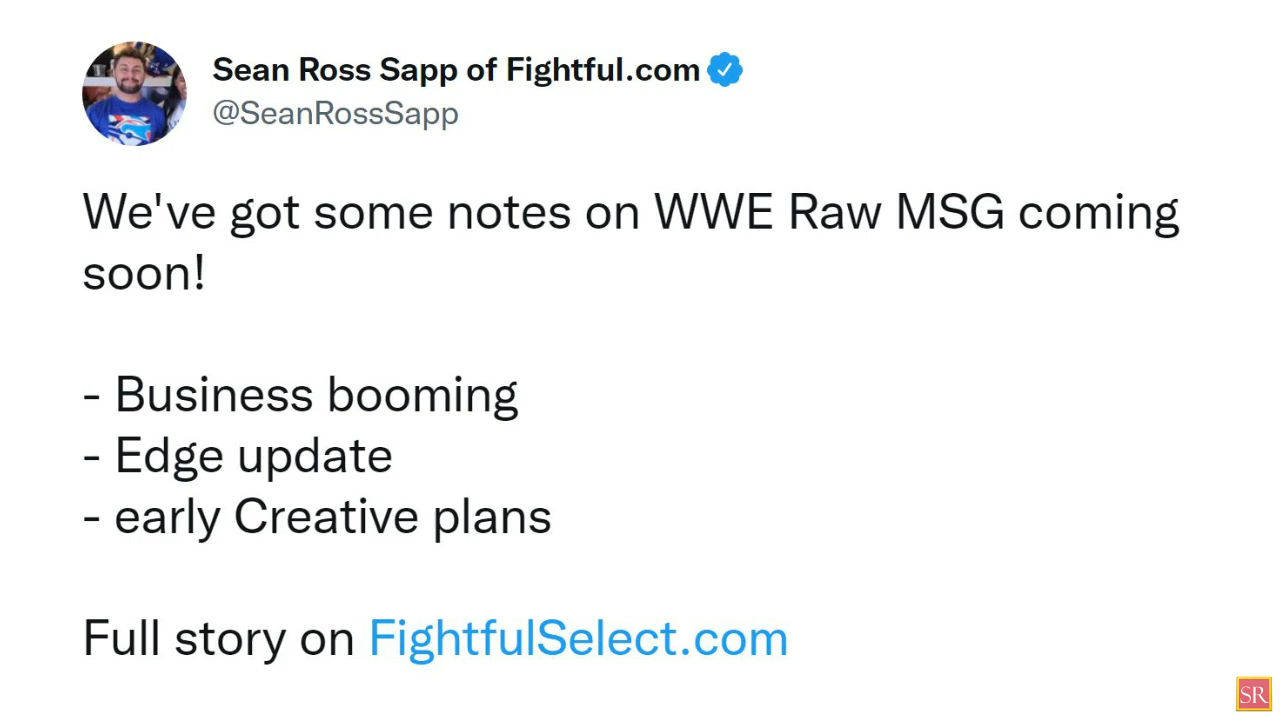 Sean Ross Sapp of Fightful.com
@SeanRossSapp
We've got some notes on WWE Raw MSG coming
soon!
- Business booming
- Edge update
- early Creative plans
Full story on FightfulSelect.com
SR